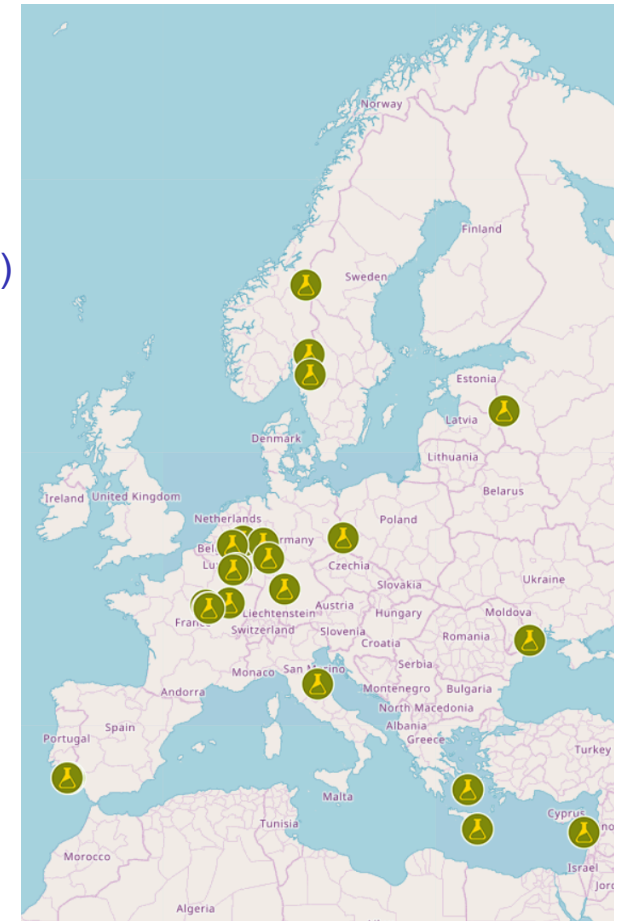 Norway
Finland
)
Sweden
Estonia
Latvia
Denmark
Lithuania
Ireland United Kingdom
Belarus
Netherlands
Poland
Czechia
Ukraine
Slovakia
Austria
Moldova
Liechtenstein
Hungary
Switzerland
Slovenia
Romania
Croatia
Serbia
Monaco
Andorra
Montenegro
Bulgaria
North Macedonia
Albania
Spain
Portugal
Greece
Turkey
Malta
Cyprus
Tunisia
Morocco
Israel
Algeria